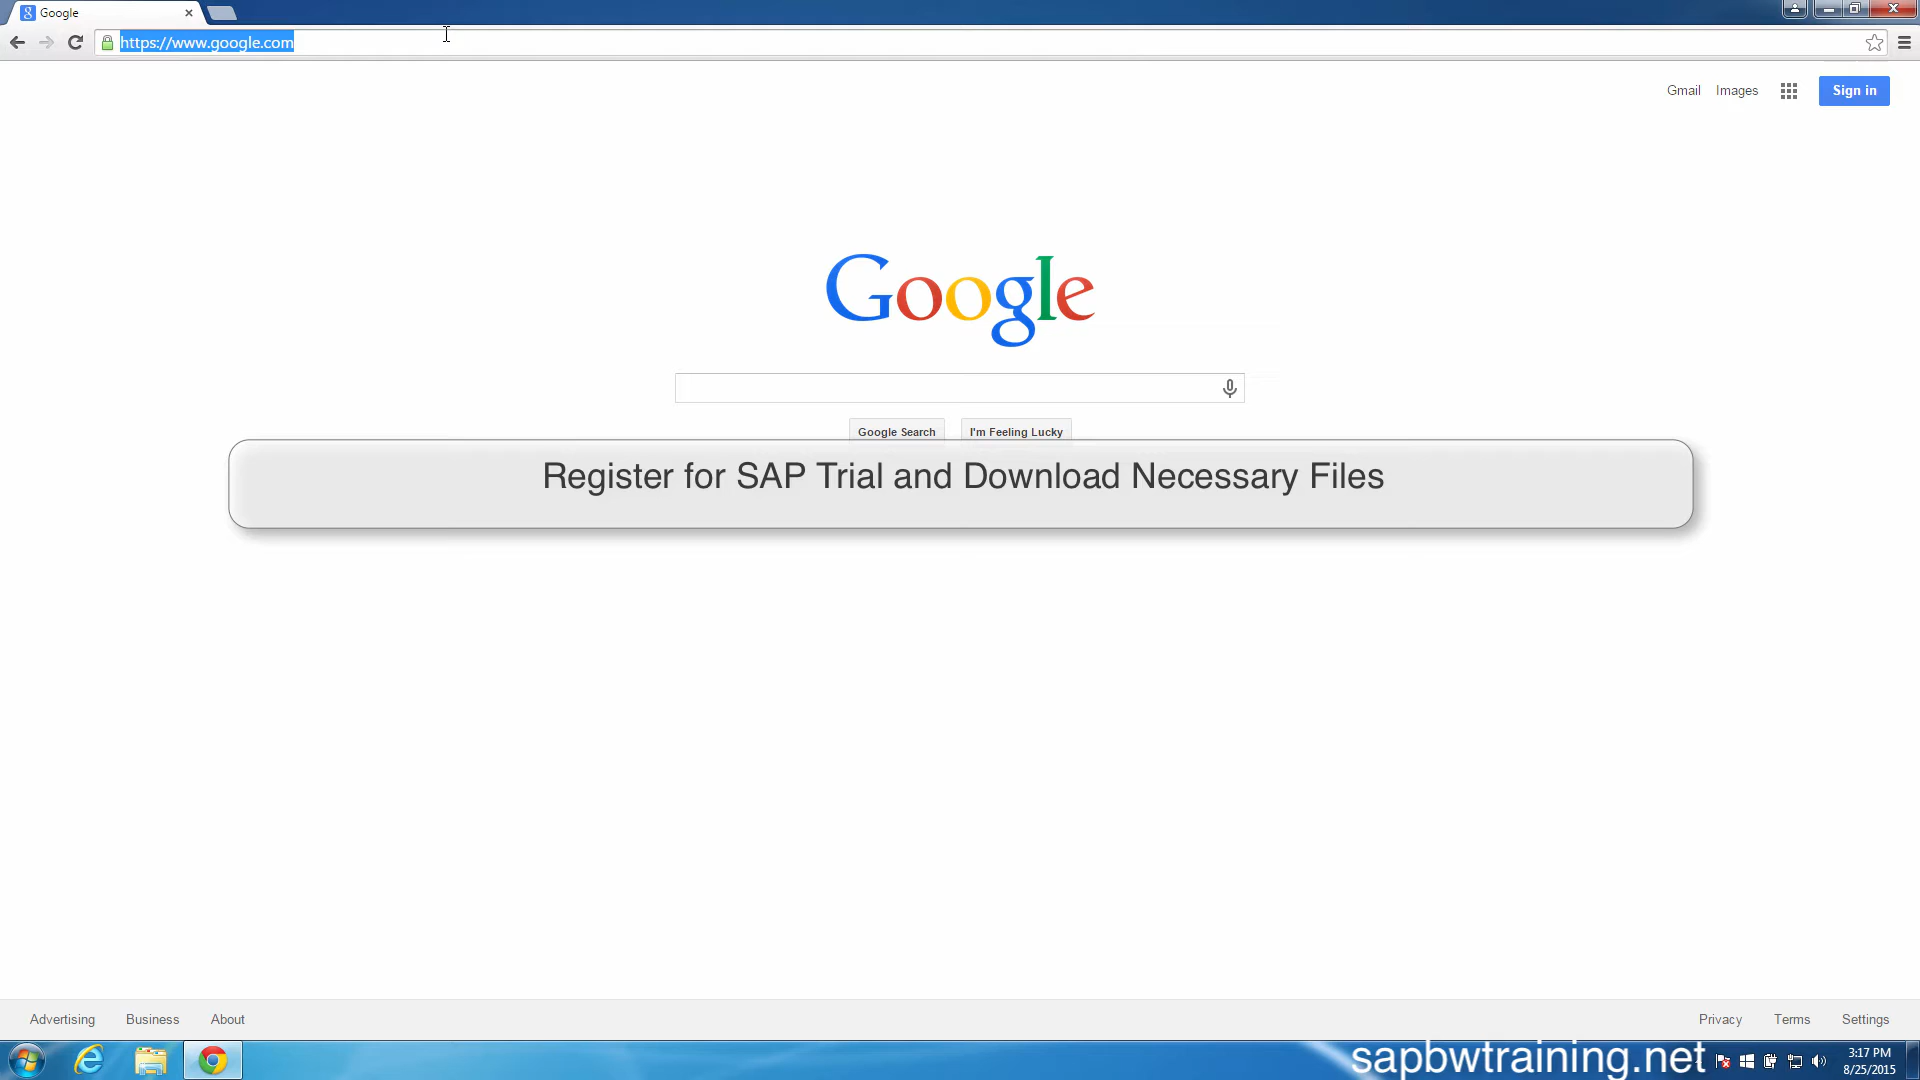 Google
https://www.google.com
Gmail Images Sign in
Google
Google Search I'm Feeling Lucky
Register for SAP Trial and Download Necessary Files
Advertising Business About Privacy Terms Settings
sapbwtraining.net
3:17 PM
8/25/2015